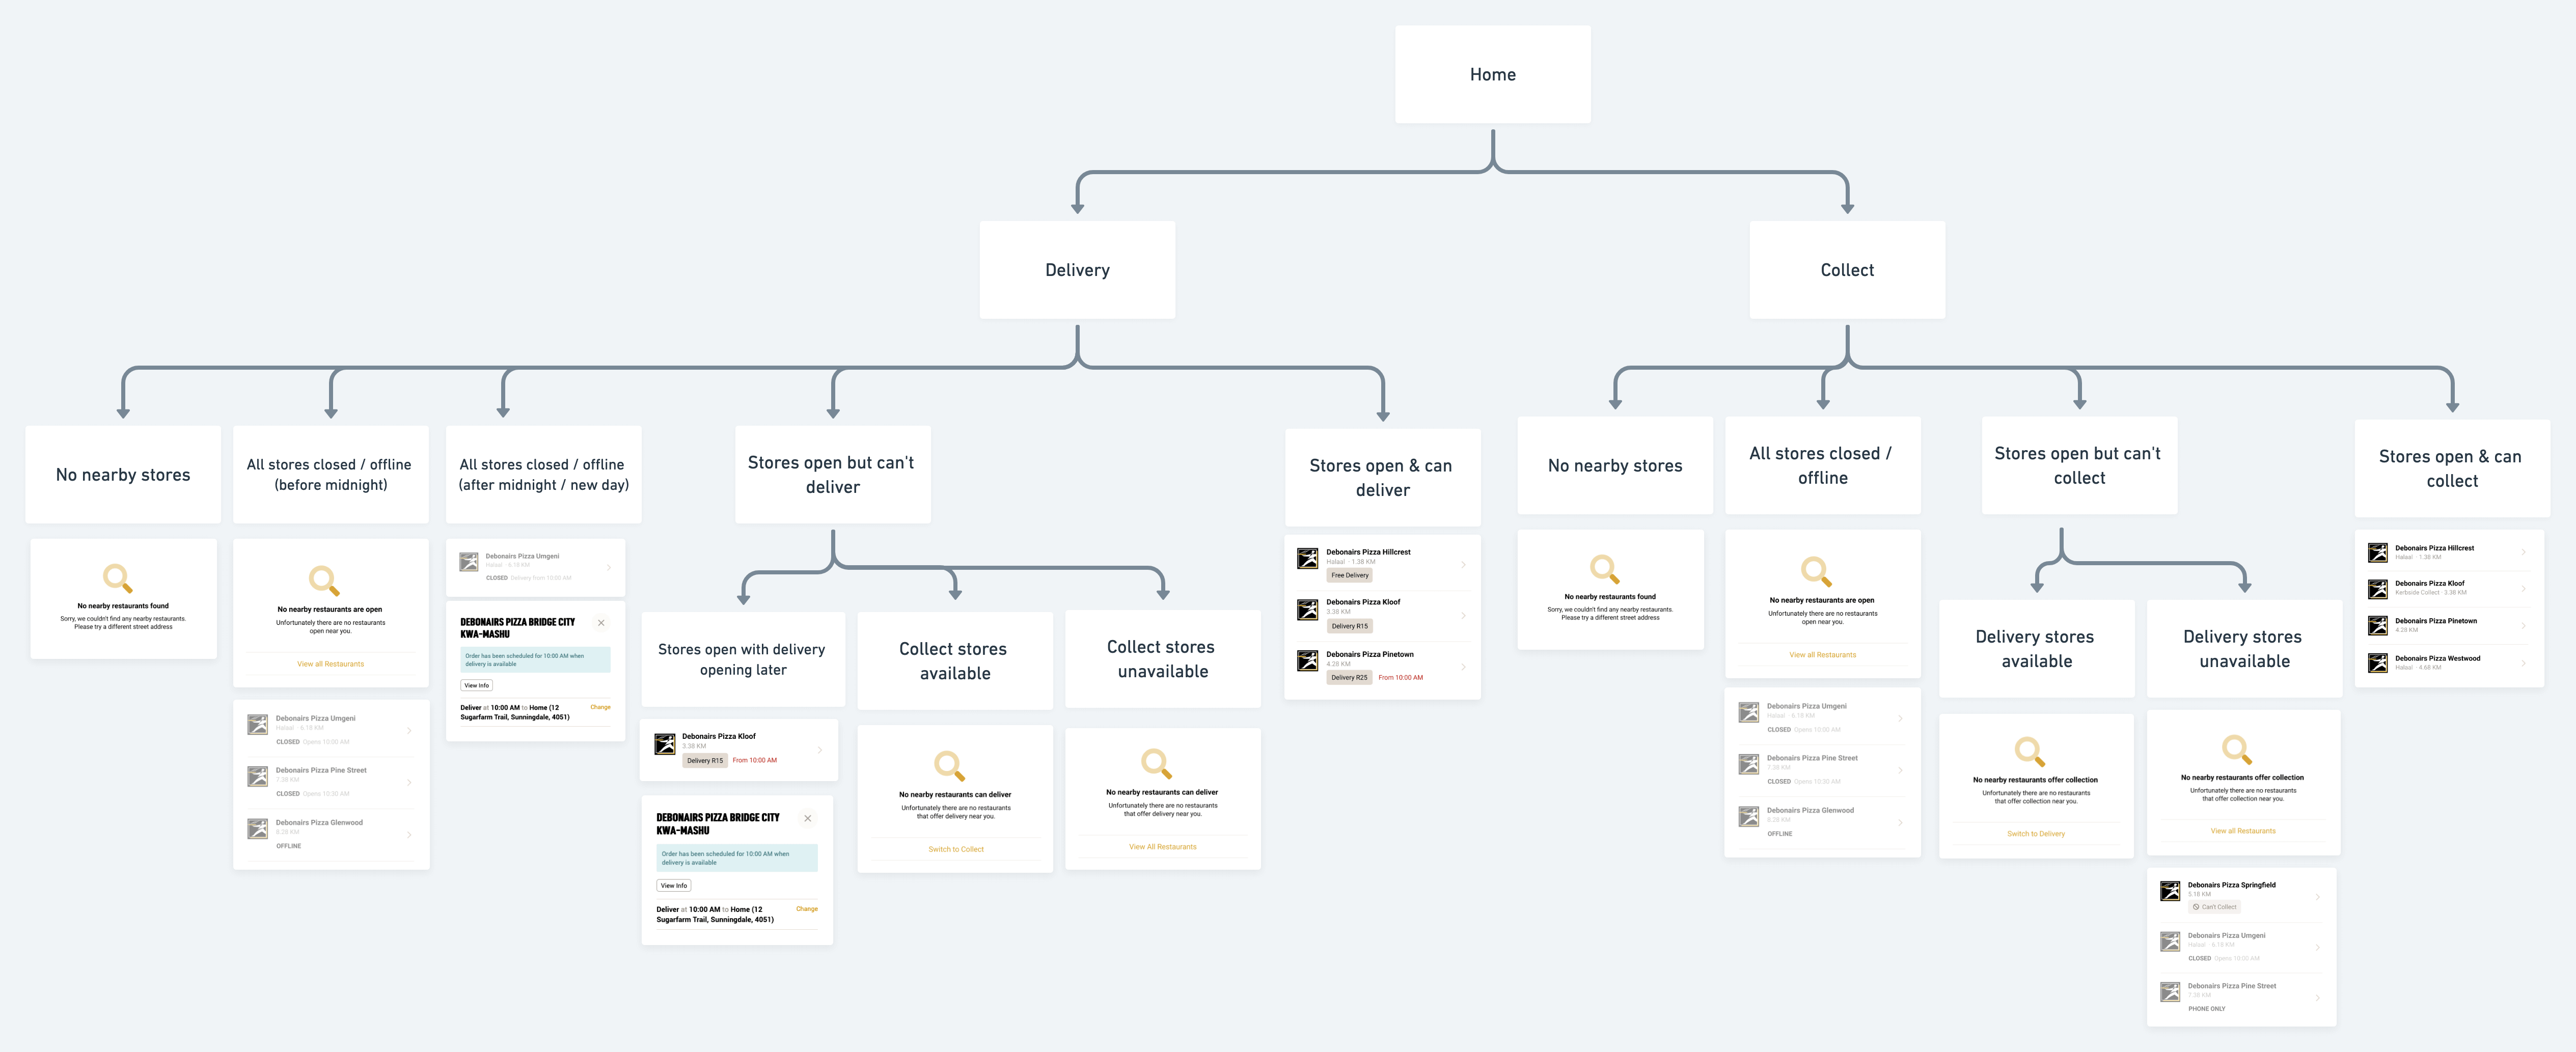 Home
Delivery
Collect
No nearby stores
All stores closed / offline
(before midnight)
All stores closed / offline
(after midnight / new day)
Stores open but can't
deliver
Stores open & can
deliver
No nearby stores
All stores closed /
offline
Stores open but can't
collect
Stores open & can
collect
No nearby restaurants found
Sorry, we couldn't find any nearby restaurants.
Please try a different street address
No nearby restaurants are open
Unfortunately there are no restaurants
open near you.
View all Restaurants
Debonairs Pizza Umgeni
Halaal · 6.18 KM
CLOSED Opens 10:00 AM
Debonairs Pizza Pine Street
7.38 KM
CLOSED Opens 10:30 AM
Debonairs Pizza Glenwood
8.28 KM
OFFLINE
Debonairs Pizza Umgeni
Halaal · 6.18 KM
CLOSED Delivery from 10:00 AM
DEBONAIRS PIZZA BRIDGE CITY
KWA-MASHU
Order has been scheduled for 10:00 AM when
delivery is available
View Info
Deliver at 10:00 AM to Home (12
Sugarfarm Trail, Sunningdale, 4051)
Change
Stores open with delivery
opening later
Debonairs Pizza Kloof
3.38 KM
Delivery R15 From 10:00 AM
DEBONAIRS PIZZA BRIDGE CITY
KWA-MASHU
Order has been scheduled for 10:00 AM when
delivery is available
View Info
Deliver at 10:00 AM to Home (12
Sugarfarm Trail, Sunningdale, 4051)
Change
Collect stores
available
No nearby restaurants can deliver
Unfortunately there are no restaurants
that offer delivery near you.
Switch to Collect
Collect stores
unavailable
No nearby restaurants can deliver
Unfortunately there are no restaurants
that offer delivery near you.
View All Restaurants
Debonairs Pizza Hillcrest
Halaal · 1.38 KM
Free Delivery
Debonairs Pizza Kloof
3.38 KM
Delivery R15
Debonairs Pizza Pinetown
4.28 KM
Delivery R25 From 10:00 AM
No nearby restaurants found
Sorry, we couldn't find any nearby restaurants.
Please try a different street address
No nearby restaurants are open
Unfortunately there are no restaurants
open near you.
View all Restaurants
Debonairs Pizza Umgeni
Halaal · 6.18 KM
CLOSED Opens 10:00 AM
Debonairs Pizza Pine Street
7.38 KM
CLOSED Opens 10:30 AM
Debonairs Pizza Glenwood
8.28 KM
OFFLINE
Delivery stores
available
No nearby restaurants offer collection
Unfortunately there are no restaurants
that offer collection near you.
Switch to Delivery
Delivery stores
unavailable
No nearby restaurants offer collection
Unfortunately there are no restaurants
that offer collection near you.
View all Restaurants
Debonairs Pizza Springfield
5.18 KM
Can't Collect
Debonairs Pizza Umgeni
Halaal · 6.18 KM
CLOSED Opens 10:00 AM
Debonairs Pizza Pine Street
7.38 KM
PHONE ONLY
Debonairs Pizza Hillcrest
Halaal · 1.38 KM
Debonairs Pizza Kloof
Kerbside Collect · 3.38 KM
Debonairs Pizza Pinetown
4.28 KM
Debonairs Pizza Westwood
Halaal · 4.68 KM